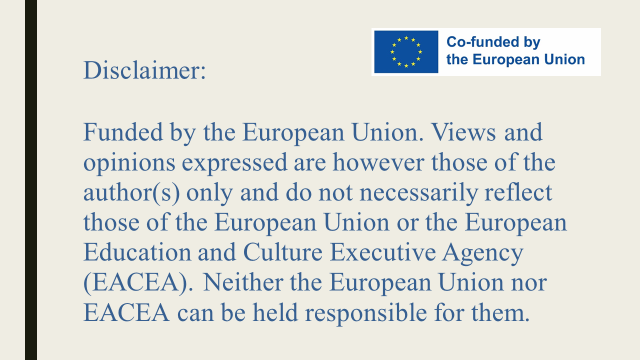 Co-funded by
the European Union
Disclaimer:
Funded by the European Union. Views and
opinions expressed are however those of the
author(s) only and do not necessarily reflect
those of the European Union or the European
Education and Culture Executive Agency
(EACEA). Neither the European Union nor
EACEA can be held responsible for them.